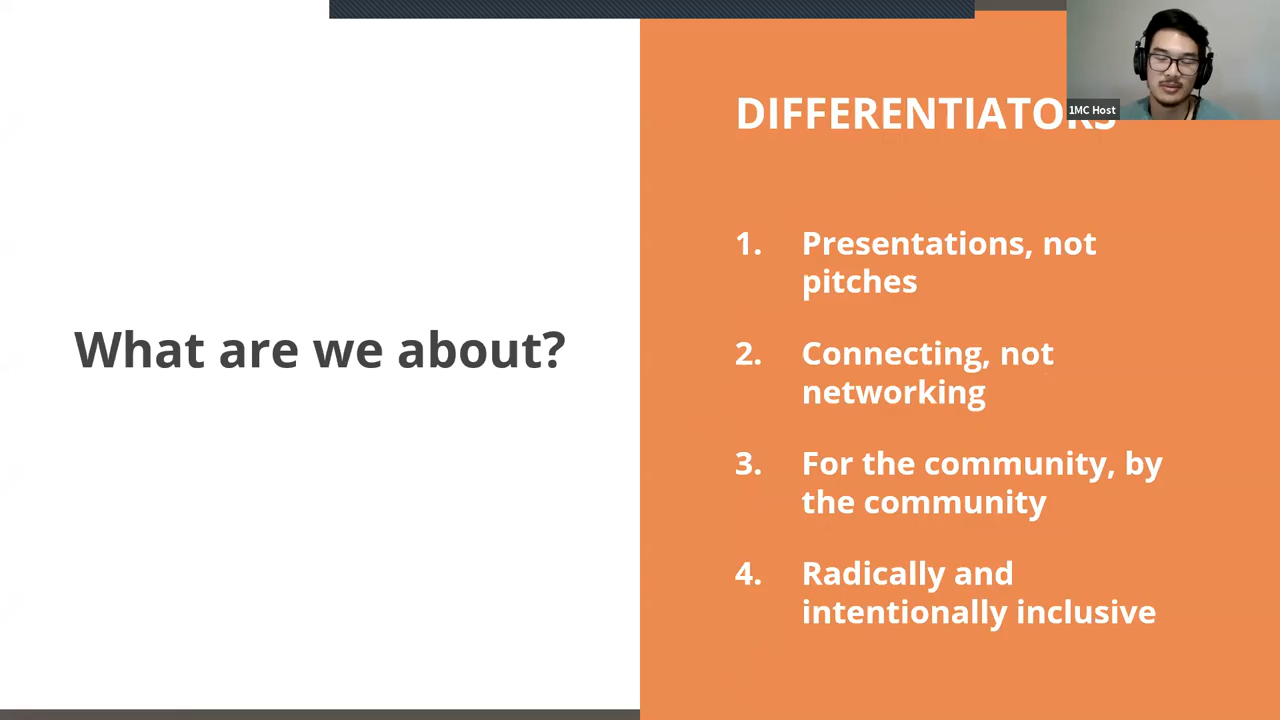 What are we about?
DIFFERENTIATORS
1. Presentations, not
pitches
2. Connecting, not
networking
3. For the community, by
the community
4. Radically and
intentionally inclusive
1MC Host